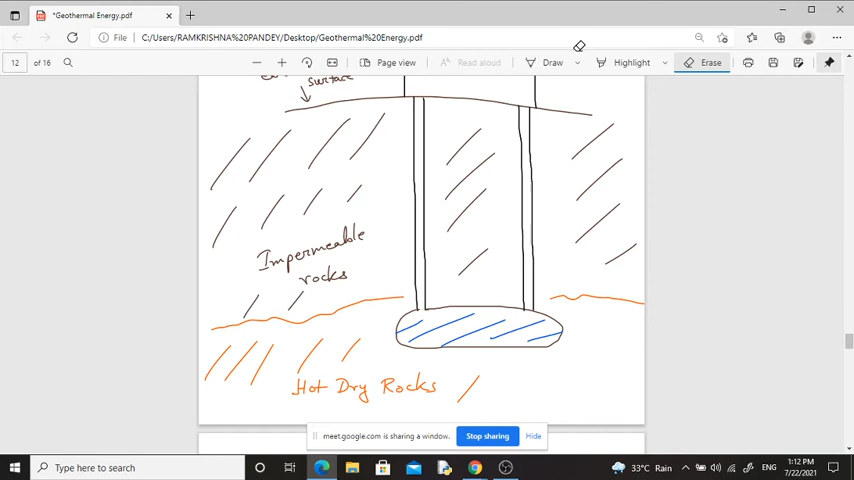 *Geothermal Energy.pdf
File C:/Users/RAMKRISHNA%20PANDEY/Desktop/Geothermal%20Energy.pdf
12 of 16 Page view Read aloud Draw Highlight Erase
surface
Impermeable
rocks
Hot Dry Rocks
meet.google.com is sharing a window. Stop sharing Hide
Type here to search
33°C Rain
ENG
1:12 PM
7/22/2021